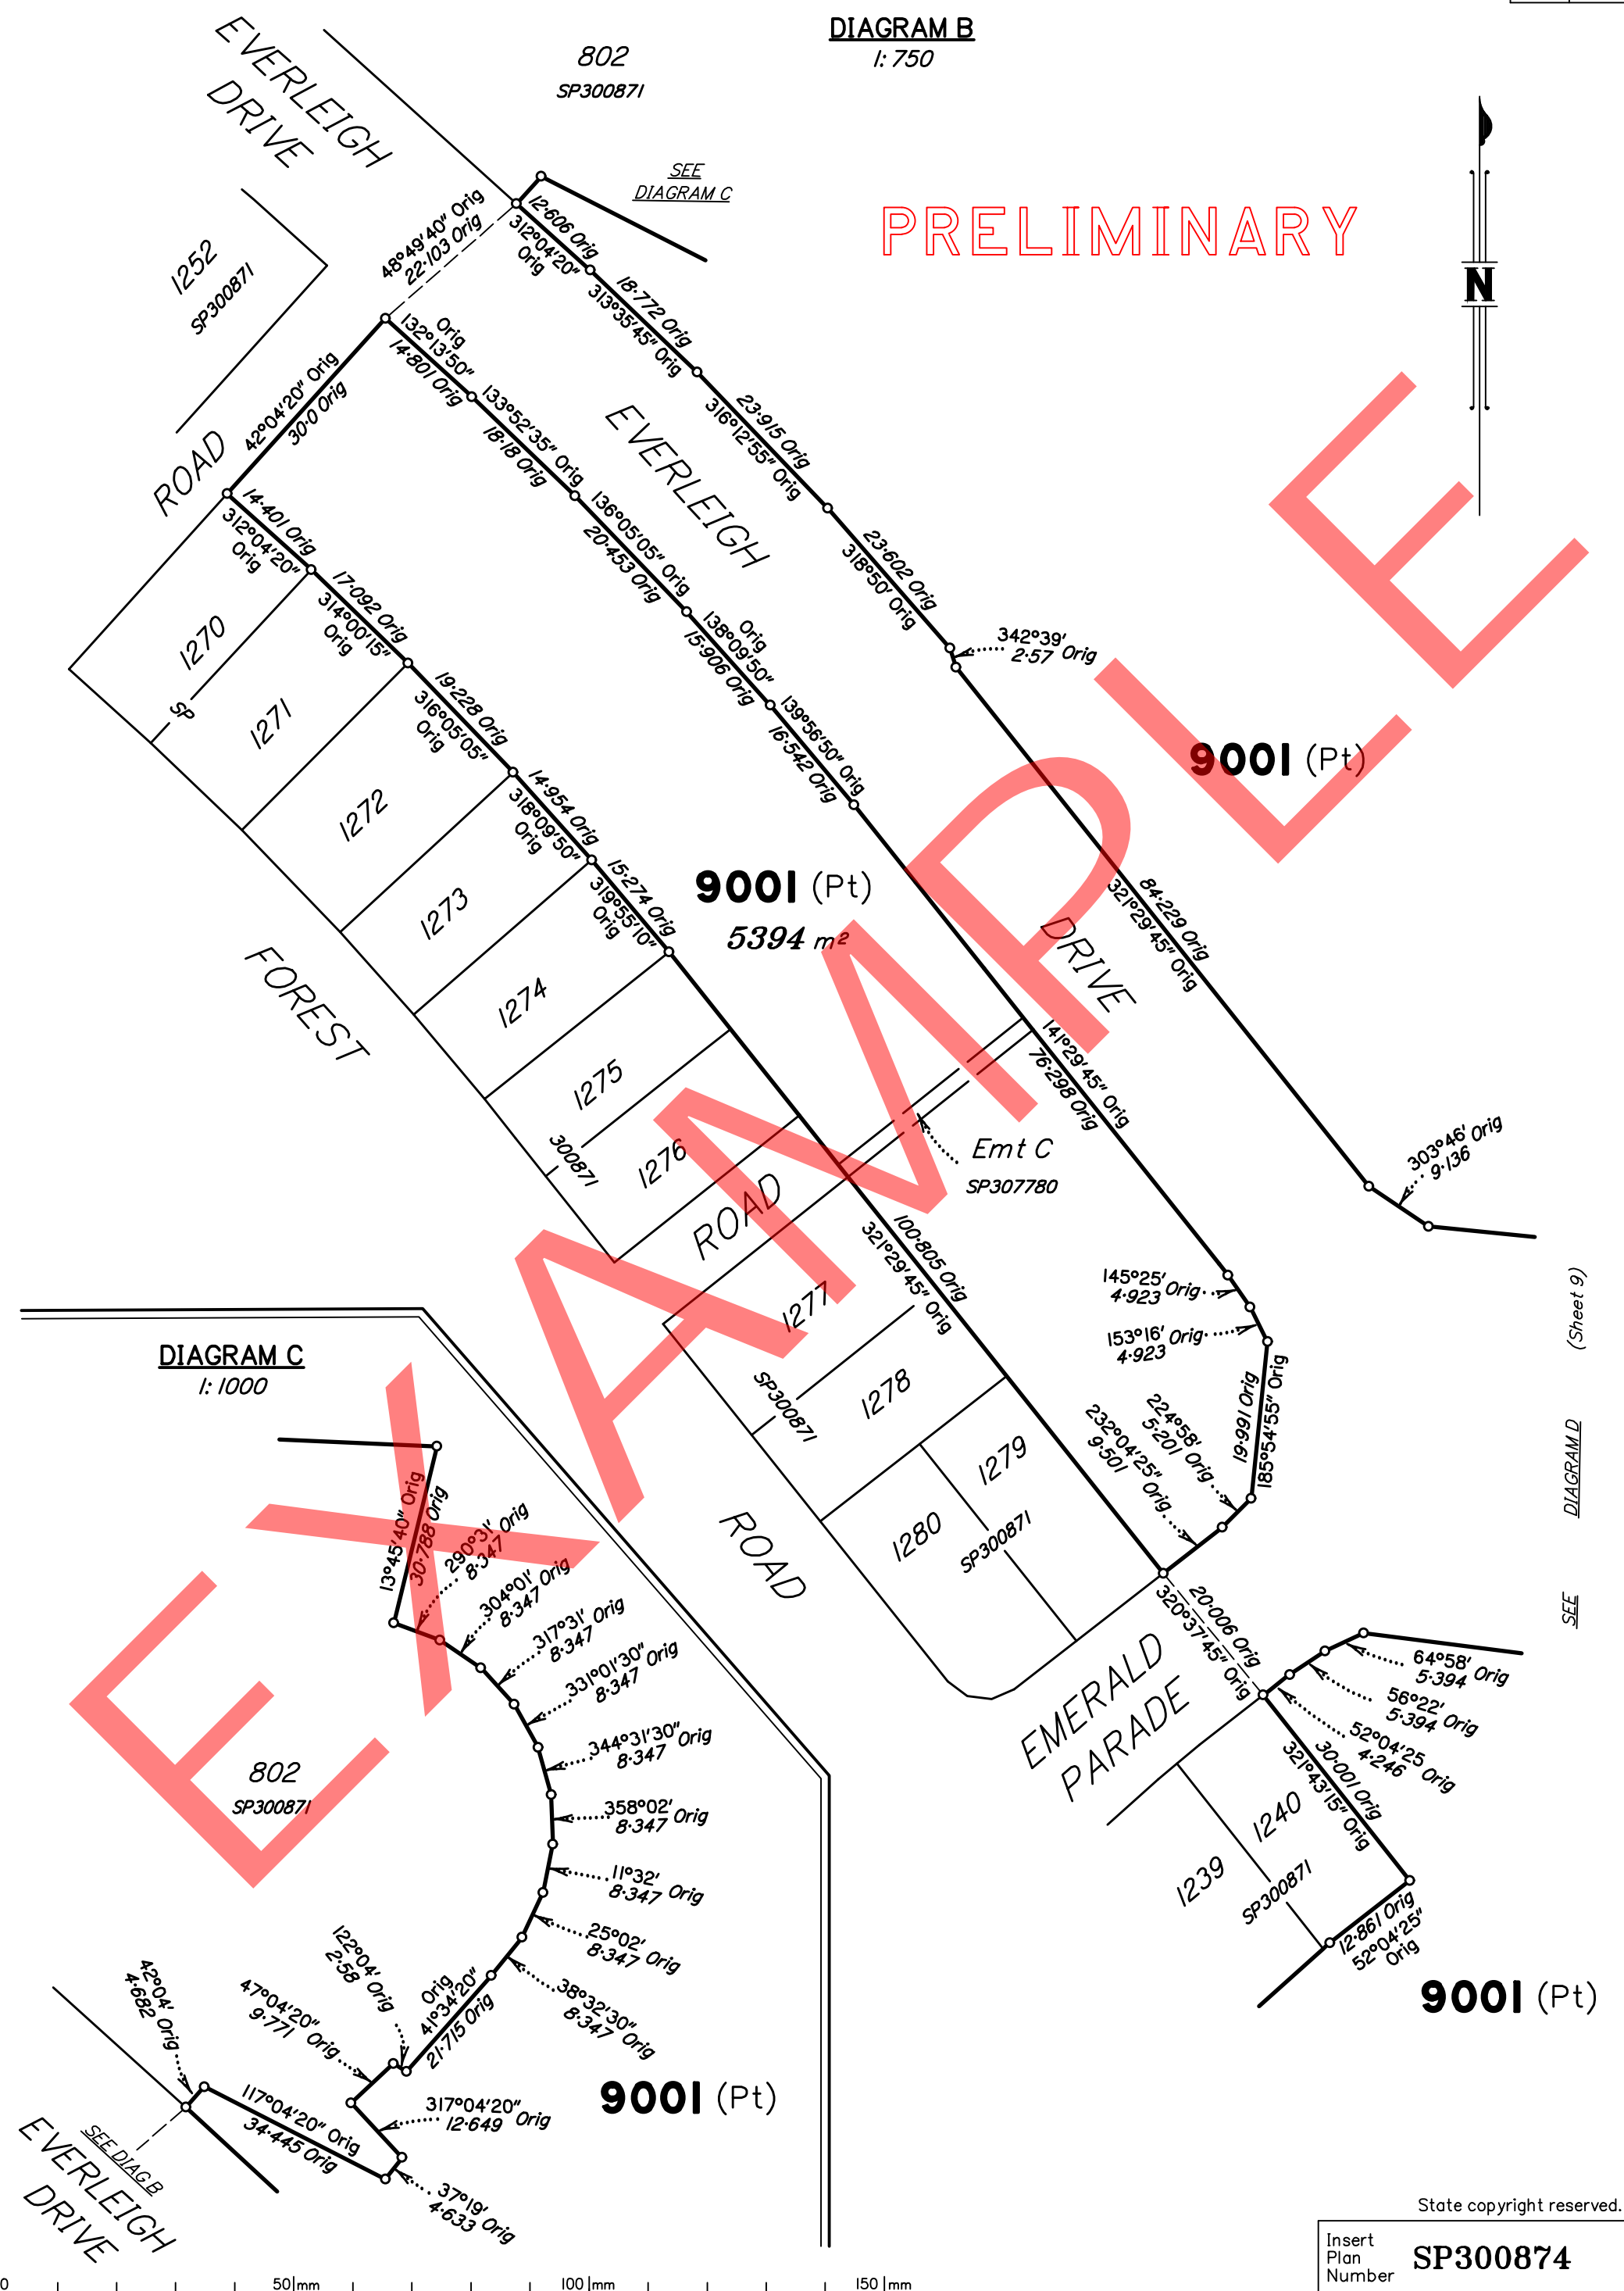 DIAGRAM B
1: 750
EVERLEIGH
DRIVE
802
SP300871
SEE
DIAGRAM C
PRELIMINARY
N
1252
SP300871
48°49'40" Orig
22·103 Orig
12·606 Orig
312°04'20"
Orig
18·772 Orig
313°35'45" Orig
23·915 Orig
316°12'55" Orig
23·602 Orig
318°50' Orig
342°39'
2·57 Orig
84·229 Orig
321°29'45" Orig
303°46' Orig
9·136
ROAD
42°04'20" Orig
30·0 Orig
Orig
132°13'50"
14·801 Orig
133°52'35" Orig
18·18 Orig
136°05'05" Orig
20·453 Orig
Orig
138°09'50"
15·906 Orig
139°56'50" Orig
16·542 Orig
EVERLEIGH
DRIVE
141°29'45" Orig
76·298 Orig
14·401 Orig
312°04'20"
Orig
17·092 Orig
314°00'15"
Orig
19·228 Orig
316°05'05"
Orig
14·954 Orig
318°09'50"
Orig
15·274 Orig
319°55'10"
Orig
1270
SP
1271
1272
1273
1274
1275
300871
1276
9001 (Pt)
5394 m²
9001 (Pt)
FOREST
ROAD
ROAD
Emt C
SP307780
100·805 Orig
321°29'45" Orig
1277
SP300871
1278
1279
1280
SP300871
145°25' Orig
4·923
153°16' Orig
4·923
19·991 Orig
185°54'55" Orig
224°58' Orig
5·201
232°04'25" Orig
9·501
20·006 Orig
320°37'45" Orig
EMERALD
PARADE
64°58' Orig
5·394
56°22' Orig
5·394
52°04'25 Orig
4·246
30·001 Orig
321°43'15" Orig
1240
1239
SP300871
12·861 Orig
52°04'25"
Orig
9001 (Pt)
SEE DIAGRAM D (Sheet 9)
DIAGRAM C
1: 1000
13°45'40" Orig
30·788 Orig
290°31' Orig
8·347
304°01' Orig
8·347
317°31' Orig
8·347
331°01'30" Orig
8·347
344°31'30" Orig
8·347
358°02' Orig
8·347
11°32' Orig
8·347
25°02' Orig
8·347
38°32'30" Orig
8·347
802
SP300871
Orig
41°34'20"
21·715 Orig
122°04' Orig
2·58
47°04'20" Orig
9·771
42°04' Orig
4·682
117°04'20" Orig
34·445 Orig
317°04'20" Orig
12·649
37°19' Orig
4·633
9001 (Pt)
SEE DIAG B
EVERLEIGH
DRIVE
EXAMPLE
State copyright reserved.
Insert
Plan
Number
SP300874
0 50mm 100mm 150mm